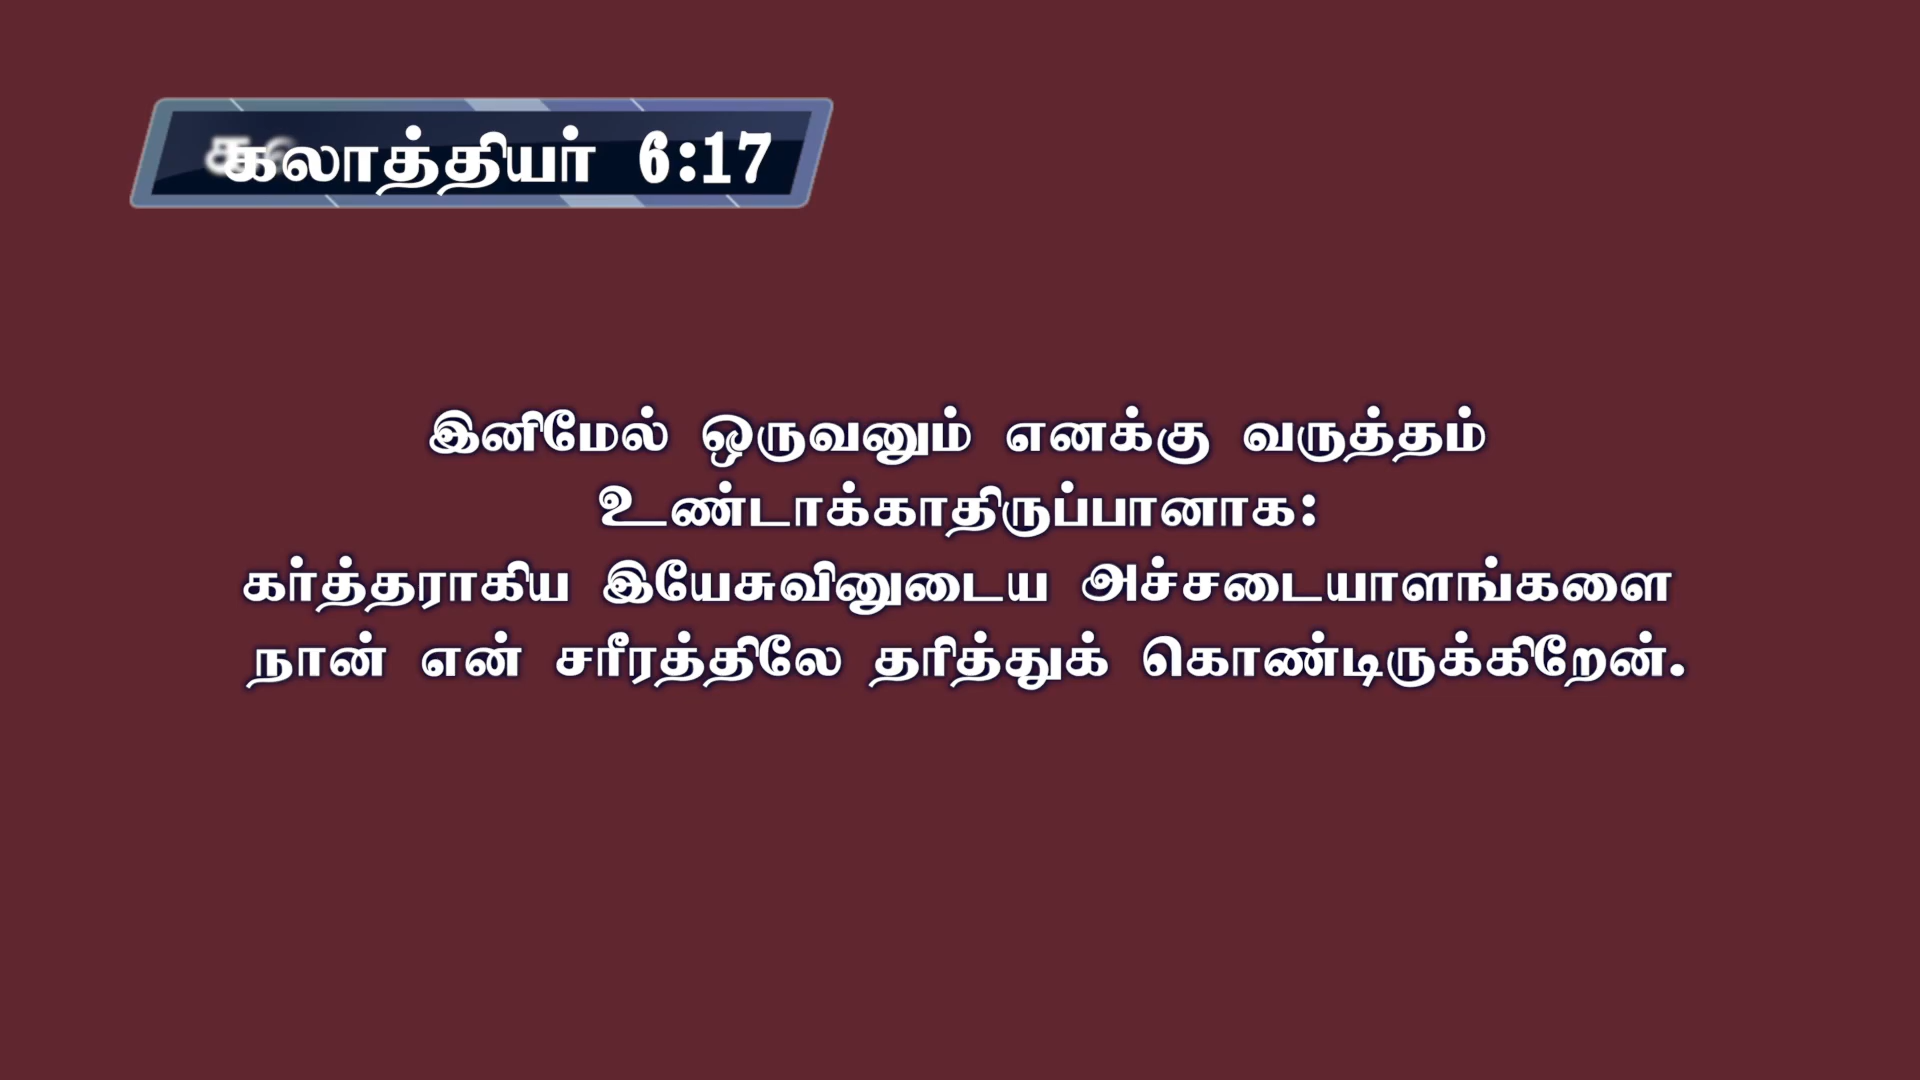 கலாத்தியர் 6:17
இனிமேல் ஒருவனும் எனக்கு வருத்தம்
உண்டாக்காதிருப்பானாக:
கர்த்தராகிய இயேசுவினுடைய அச்சடையாளங்களை
நான் என் சரீரத்திலே தரித்துக் கொண்டிருக்கிறேன்.